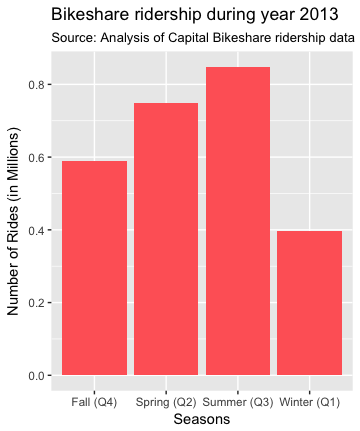 Bikeshare ridership during year 2013
Source: Analysis of Capital Bikeshare ridership data
Number of Rides (in Millions)
0.8
0.6
0.4
0.2
0.0
Fall (Q4) Spring (Q2) Summer (Q3) Winter (Q1)
Seasons